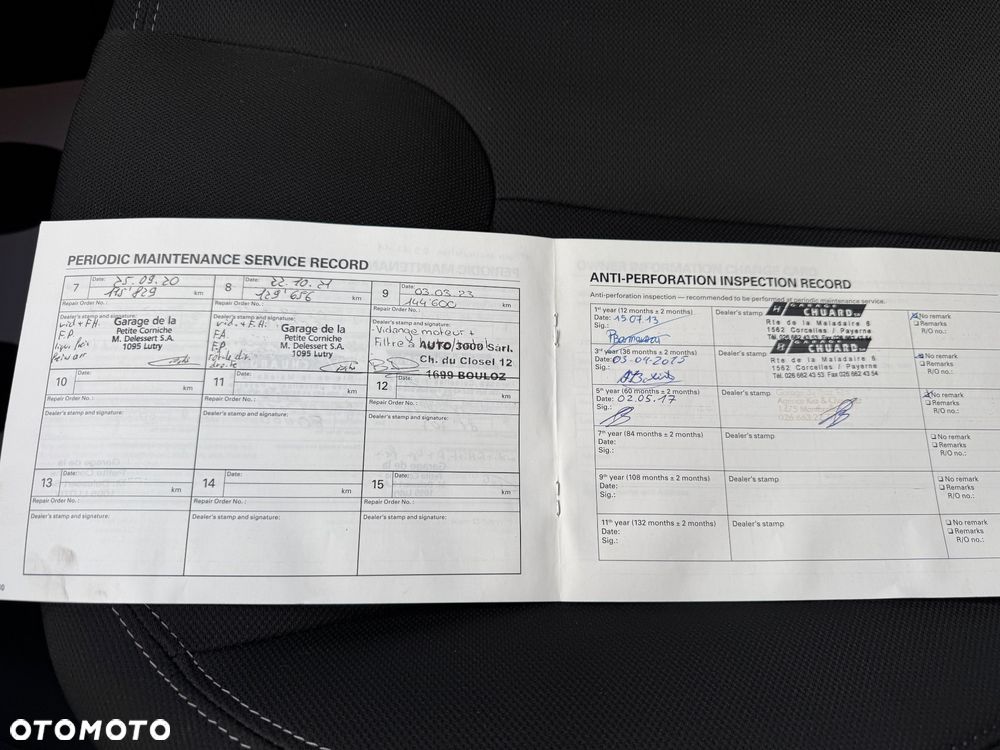 PERIODIC MAINTENANCE SERVICE RECORD
7 Date: 25.09.20
115'829 km
Repair Order No.:
Dealer's stamp and signature:
vid + F.H.
F.P.
Garage de la
Petite Corniche
M. Delessert S.A.
1095 Lutry
8 Date: 22.10.21
129'656 km
Repair Order No.:
Dealer's stamp and signature:
vid. + F.H.
F.A.
F.P.
Garage de la
Petite Corniche
M. Delessert S.A.
1095 Lutry
9 Date: 03.03.23
144'600 km
Repair Order No.:
Dealer's stamp and signature:
-Vidange moteur +
Filtre à
AUTO 3000 Sàrl.
Ch. du Closel 12
1699 BOULOZ
10 Date:
km
Repair Order No.:
Dealer's stamp and signature:
11 Date:
km
Repair Order No.:
Dealer's stamp and signature:
12 Date:
km
Repair Order No.:
Dealer's stamp and signature:
13 Date:
km
Repair Order No.:
Dealer's stamp and signature:
14 Date:
km
Repair Order No.:
Dealer's stamp and signature:
15 Date:
km
Repair Order No.:
Dealer's stamp and signature:
ANTI-PERFORATION INSPECTION RECORD
Anti-perforation inspection — recommended to be performed at periodic maintenance service.
1st year (12 months ± 2 months)
Date: 15.07.13
Sig.:
Dealer's stamp
GARAGE
CHUARD
Rte de la Maladaire 6
1562 Corcelles / Payerne
No remark
Remarks
R/O no.:
3rd year (36 months ± 2 months)
Date: 03.04.2015
Sig.:
Dealer's stamp
GARAGE
CHUARD
Rte de la Maladaire 6
1562 Corcelles / Payerne
Tél. 026 662 43 53 Fax 026 662 43 54
No remark
Remarks
R/O no.:
5th year (60 months ± 2 months)
Date: 02.05.17
Sig.:
Dealer's stamp
No remark
Remarks
R/O no.:
7th year (84 months ± 2 months)
Date:
Sig.:
Dealer's stamp
No remark
Remarks
R/O no.:
9th year (108 months ± 2 months)
Date:
Sig.:
Dealer's stamp
No remark
Remarks
R/O no.:
11th year (132 months ± 2 months)
Date:
Sig.:
Dealer's stamp
No remark
Remarks
R/O no.:
OTOMOTO